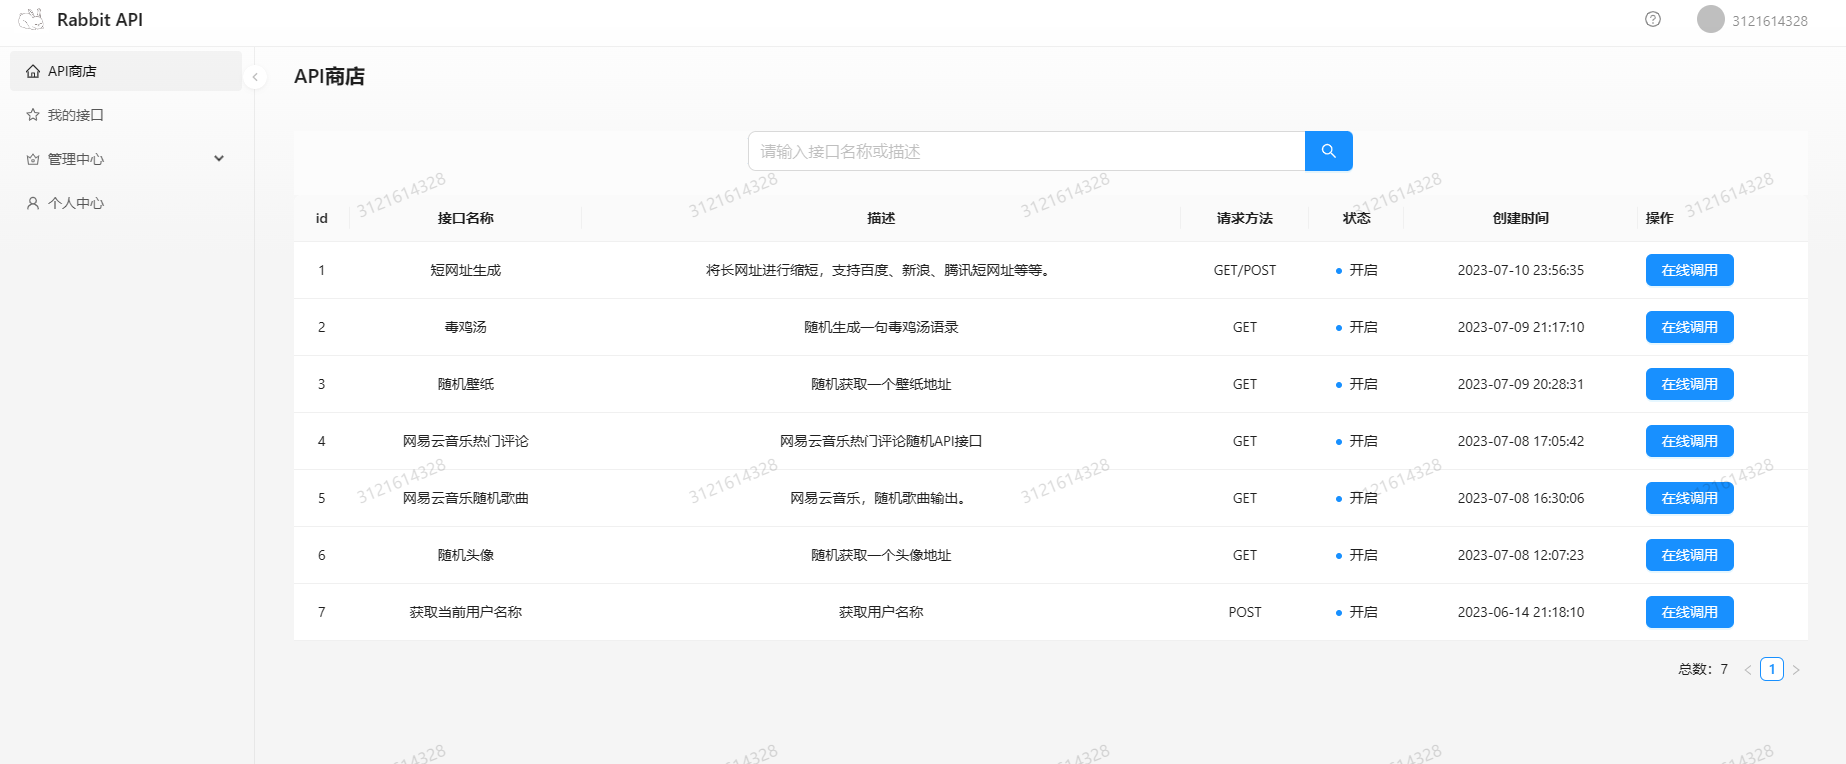 Rabbit API
3121614328
API商店
我的接口
管理中心
个人中心
API商店
请输入接口名称或描述
3121614328 3121614328 3121614328 3121614328 3121614328
id 接口名称 描述 请求方法 状态 创建时间 操作
1 短网址生成 将长网址进行缩短，支持百度、新浪、腾讯短网址等等。 GET/POST 开启 2023-07-10 23:56:35 在线调用
2 毒鸡汤 随机生成一句毒鸡汤语录 GET 开启 2023-07-09 21:17:10 在线调用
3 随机壁纸 随机获取一个壁纸地址 GET 开启 2023-07-09 20:28:31 在线调用
4 网易云音乐热门评论 网易云音乐热门评论随机API接口 GET 开启 2023-07-08 17:05:42 在线调用
3121614328 3121614328 3121614328 3121614328 3121614328
5 网易云音乐随机歌曲 网易云音乐，随机歌曲输出。 GET 开启 2023-07-08 16:30:06 在线调用
6 随机头像 随机获取一个头像地址 GET 开启 2023-07-08 12:07:23 在线调用
7 获取当前用户名称 获取用户名称 POST 开启 2023-06-14 21:18:10 在线调用
总数：7 < 1 >